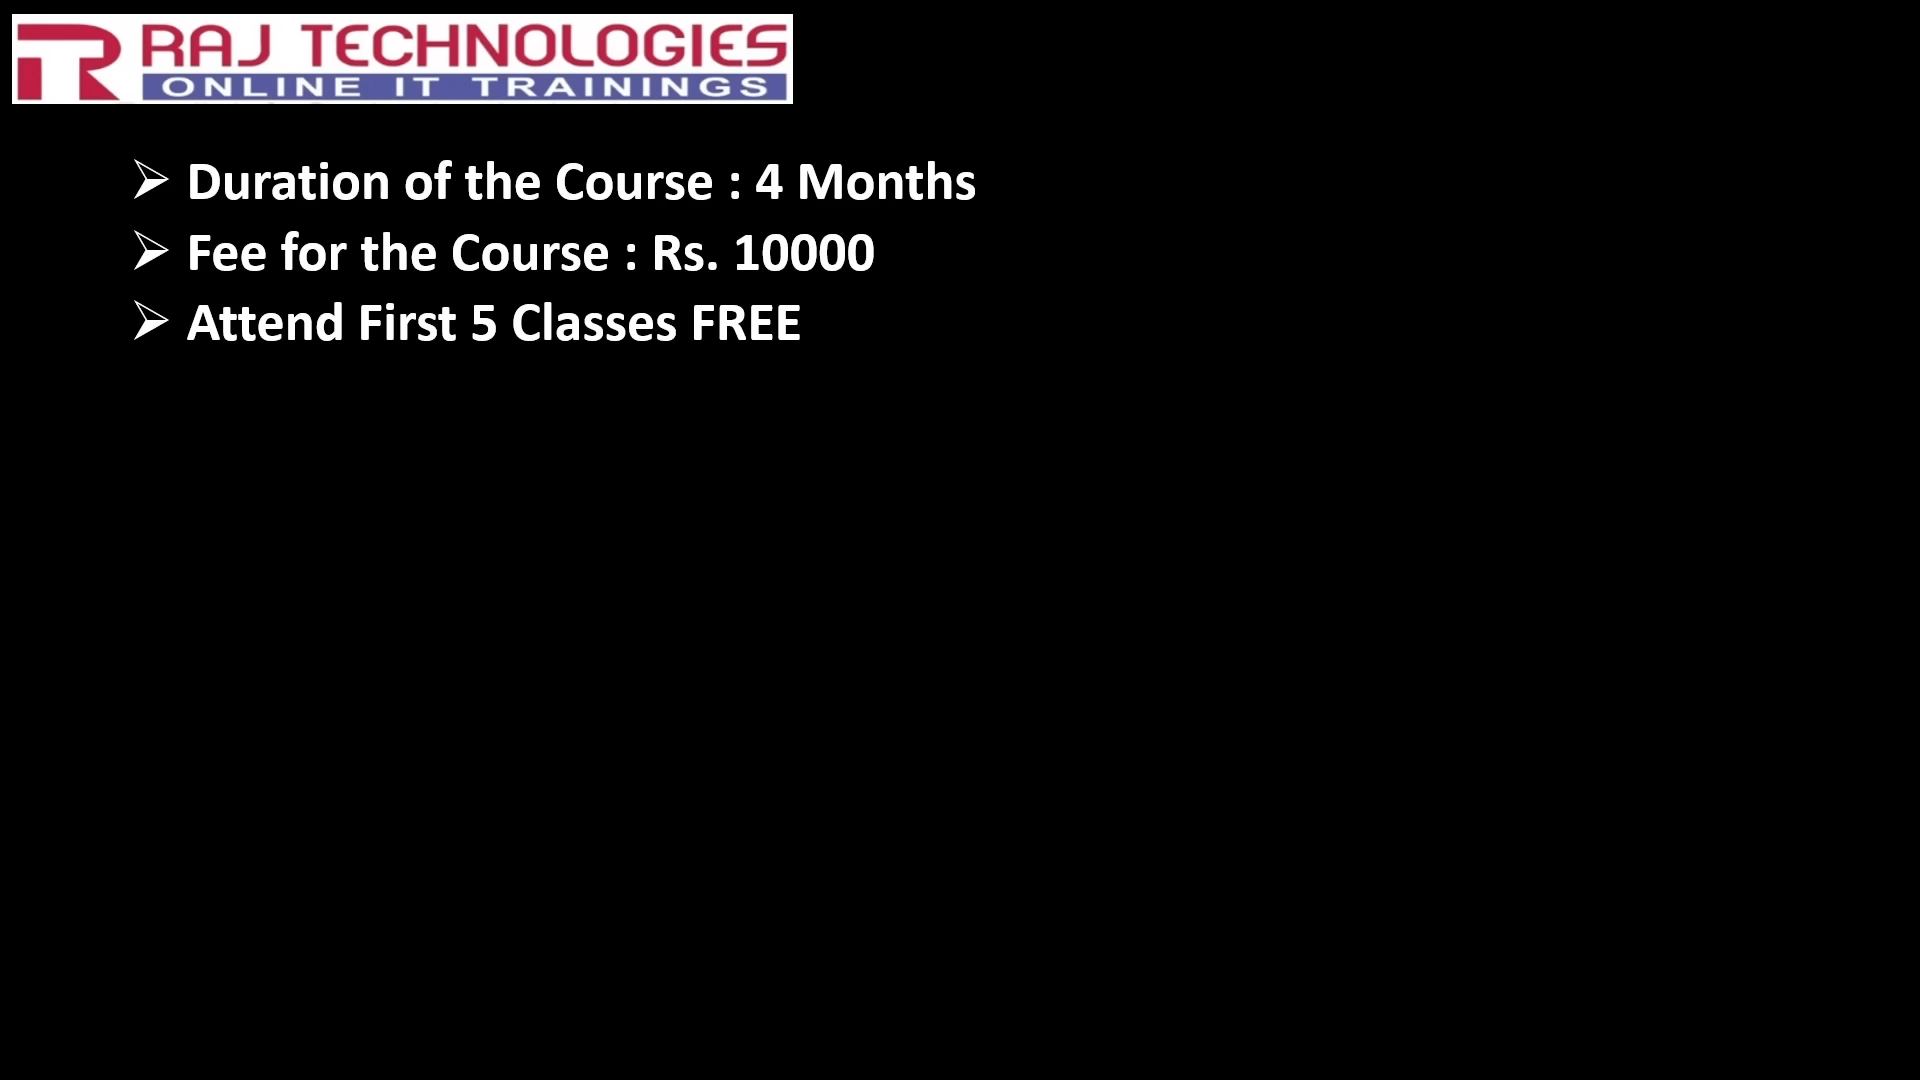 RAJ TECHNOLOGIES
ONLINE IT TRAININGS
➢ Duration of the Course : 4 Months
➢ Fee for the Course : Rs. 10000
➢ Attend First 5 Classes FREE